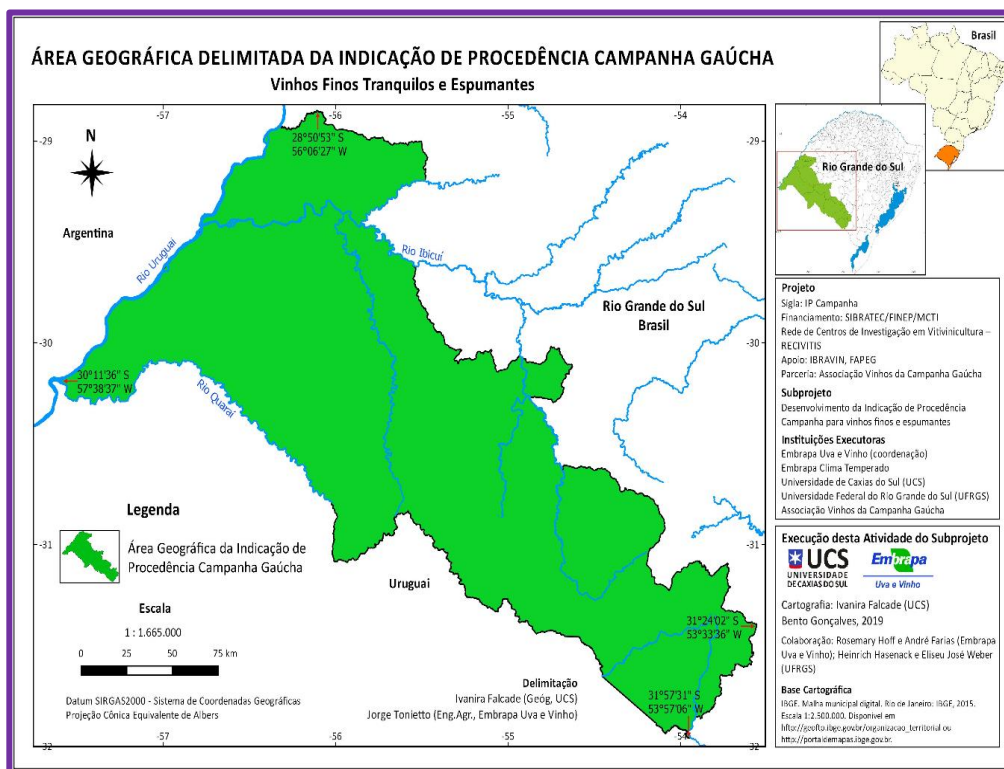 ÁREA GEOGRÁFICA DELIMITADA DA INDICAÇÃO DE PROCEDÊNCIA CAMPANHA GAÚCHA
Vinhos Finos Tranquilos e Espumantes
Brasil
Rio Grande do Sul
-57
-56
-55
-54
-29
-29
-30
-30
-31
-31
-32
32
-57
-56
-55
-54
N
28°50'53" S
56°06'27" W
Argentina
Rio Uruguai
Rio Ibicuí
Rio Grande do Sul
Brasil
30°11'36" S
57°38'37" W
Rio Quaraí
Legenda
Área Geográfica da Indicação de
Procedência Campanha Gaúcha
Uruguai
31°24'02" S
53°33'36" W
31°57'31" S
53°57'06" W
Escala
1 : 1.665.000
0 25 50 75 km
Datum SIRGAS2000 - Sistema de Coordenadas Geográficas
Projeção Cônica Equivalente de Albers
Delimitação
Ivanira Falcade (Geóg, UCS)
Jorge Tonietto (Eng.Agr., Embrapa Uva e Vinho)
Projeto
Sigla: IP Campanha
Financiamento: SIBRATEC/FINEP/MCTI
Rede de Centros de Investigação em Vitivinicultura –
RECIVITIS
Apoio: IBRAVIN, FAPEG
Parceria: Associação Vinhos da Campanha Gaúcha
Subprojeto
Desenvolvimento da Indicação de Procedência
Campanha para vinhos finos e espumantes
Instituições Executoras
Embrapa Uva e Vinho (coordenação)
Embrapa Clima Temperado
Universidade de Caxias do Sul (UCS)
Universidade Federal do Rio Grande do Sul (UFRGS)
Associação Vinhos da Campanha Gaúcha
Execução desta Atividade do Subprojeto
UCS
UNIVERSIDADE
DE CAXIAS DO SUL
Embrapa
Uva e Vinho
Cartografia: Ivanira Falcade (UCS)
Bento Gonçalves, 2019
Colaboração: Rosemary Hoff e André Farias (Embrapa
Uva e Vinho); Heinrich Hasenack e Eliseu José Weber
(UFRGS)
Base Cartográfica
IBGE. Malha municipal digital. Rio de Janeiro: IBGE, 2015.
Escala 1:2.500.000. Disponível em
http://geoftp.ibge.gov.br/organizacao_territorial ou
http://portaldemapas.ibge.gov.br.